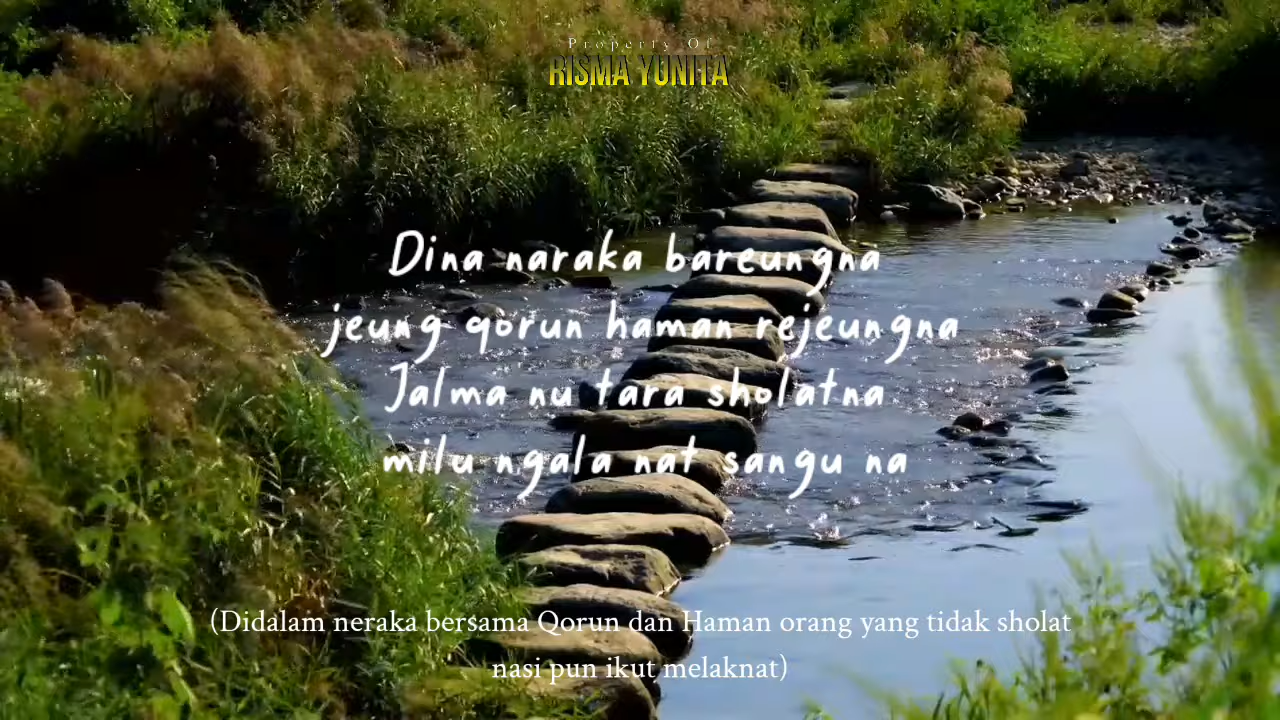 Property Of
RISMA YUNITA
Dina naraka bareungna
jeung qorun haman rejeungna
Jalma nu tara sholatna
milu ngala nat sangu na
(Didalam neraka bersama Qorun dan Haman orang yang tidak sholat
nasi pun ikut melaknat)